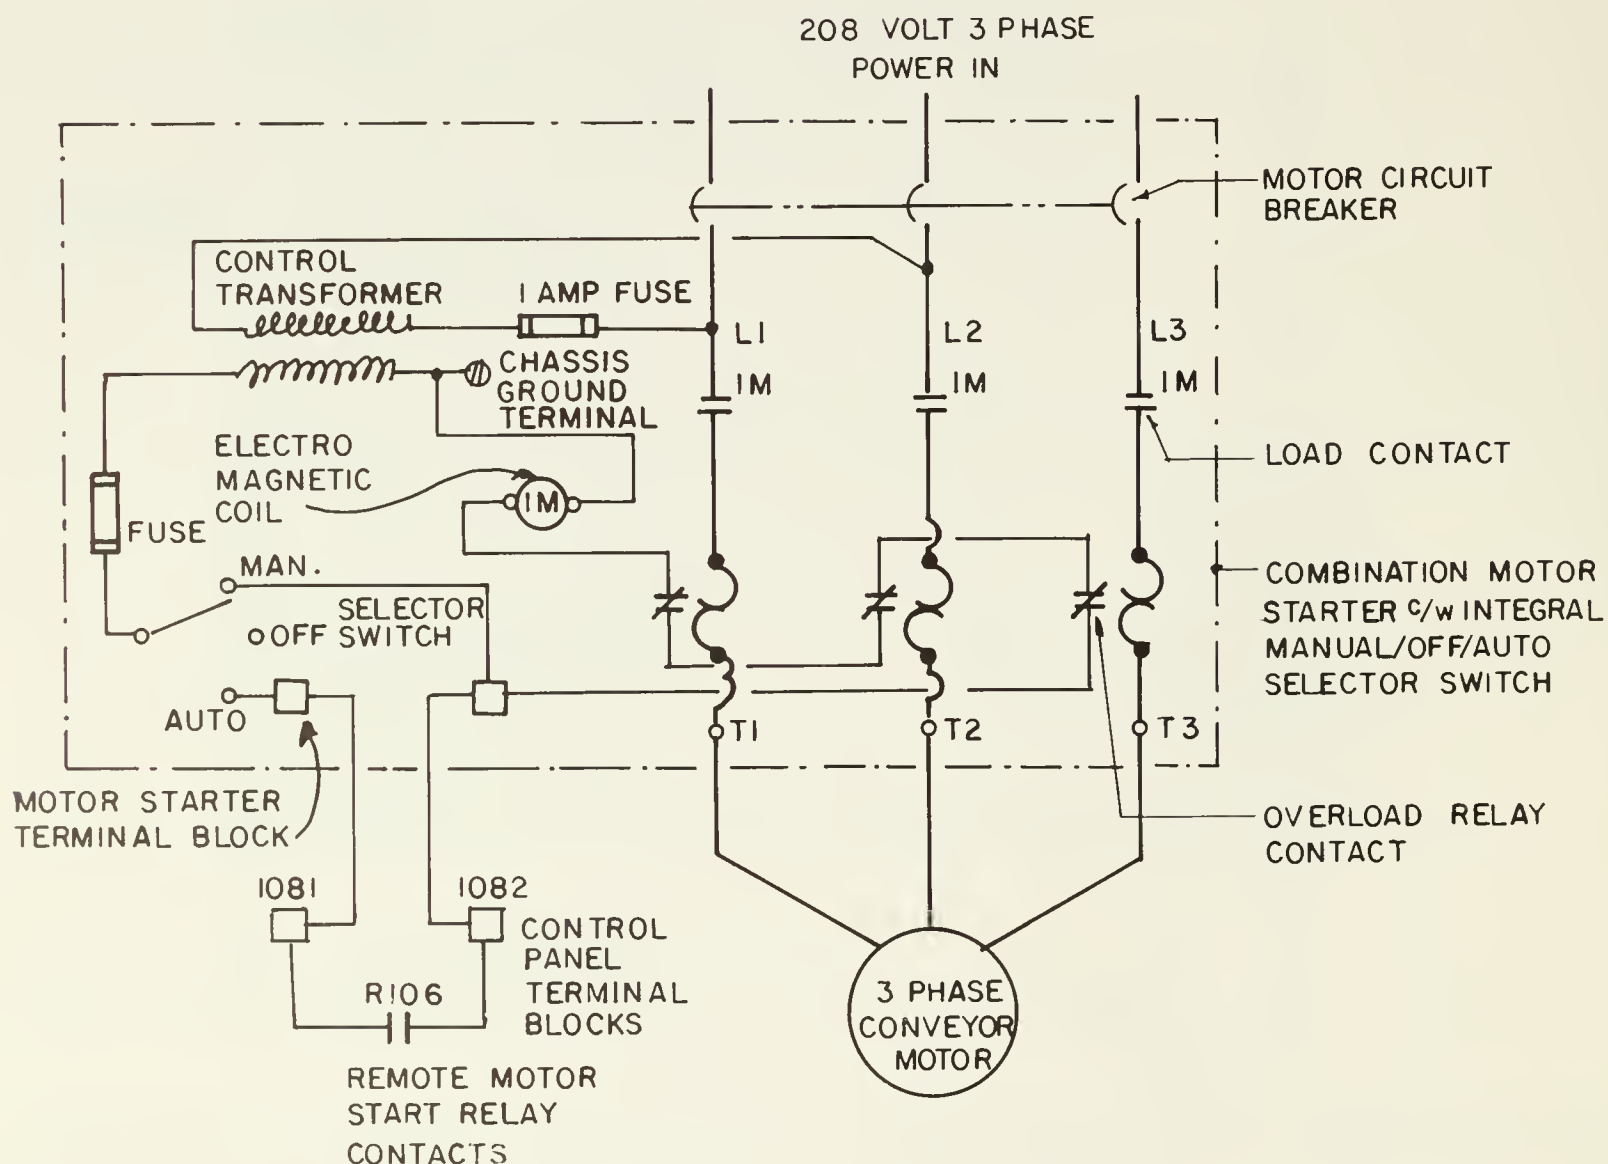 208 VOLT 3 PHASE
POWER IN
MOTOR CIRCUIT
BREAKER
CONTROL
TRANSFORMER
1 AMP FUSE
L1
L2
L3
CHASSIS
GROUND
TERMINAL
1M
1M
1M
LOAD CONTACT
ELECTRO
MAGNETIC
COIL
1M
FUSE
MAN.
SELECTOR
SWITCH
OFF
AUTO
COMBINATION MOTOR
STARTER c/w INTEGRAL
MANUAL/OFF/AUTO
SELECTOR SWITCH
T1
T2
T3
MOTOR STARTER
TERMINAL BLOCK
OVERLOAD RELAY
CONTACT
1081
1082
CONTROL
PANEL
TERMINAL
BLOCKS
R106
REMOTE MOTOR
START RELAY
CONTACTS
3 PHASE
CONVEYOR
MOTOR